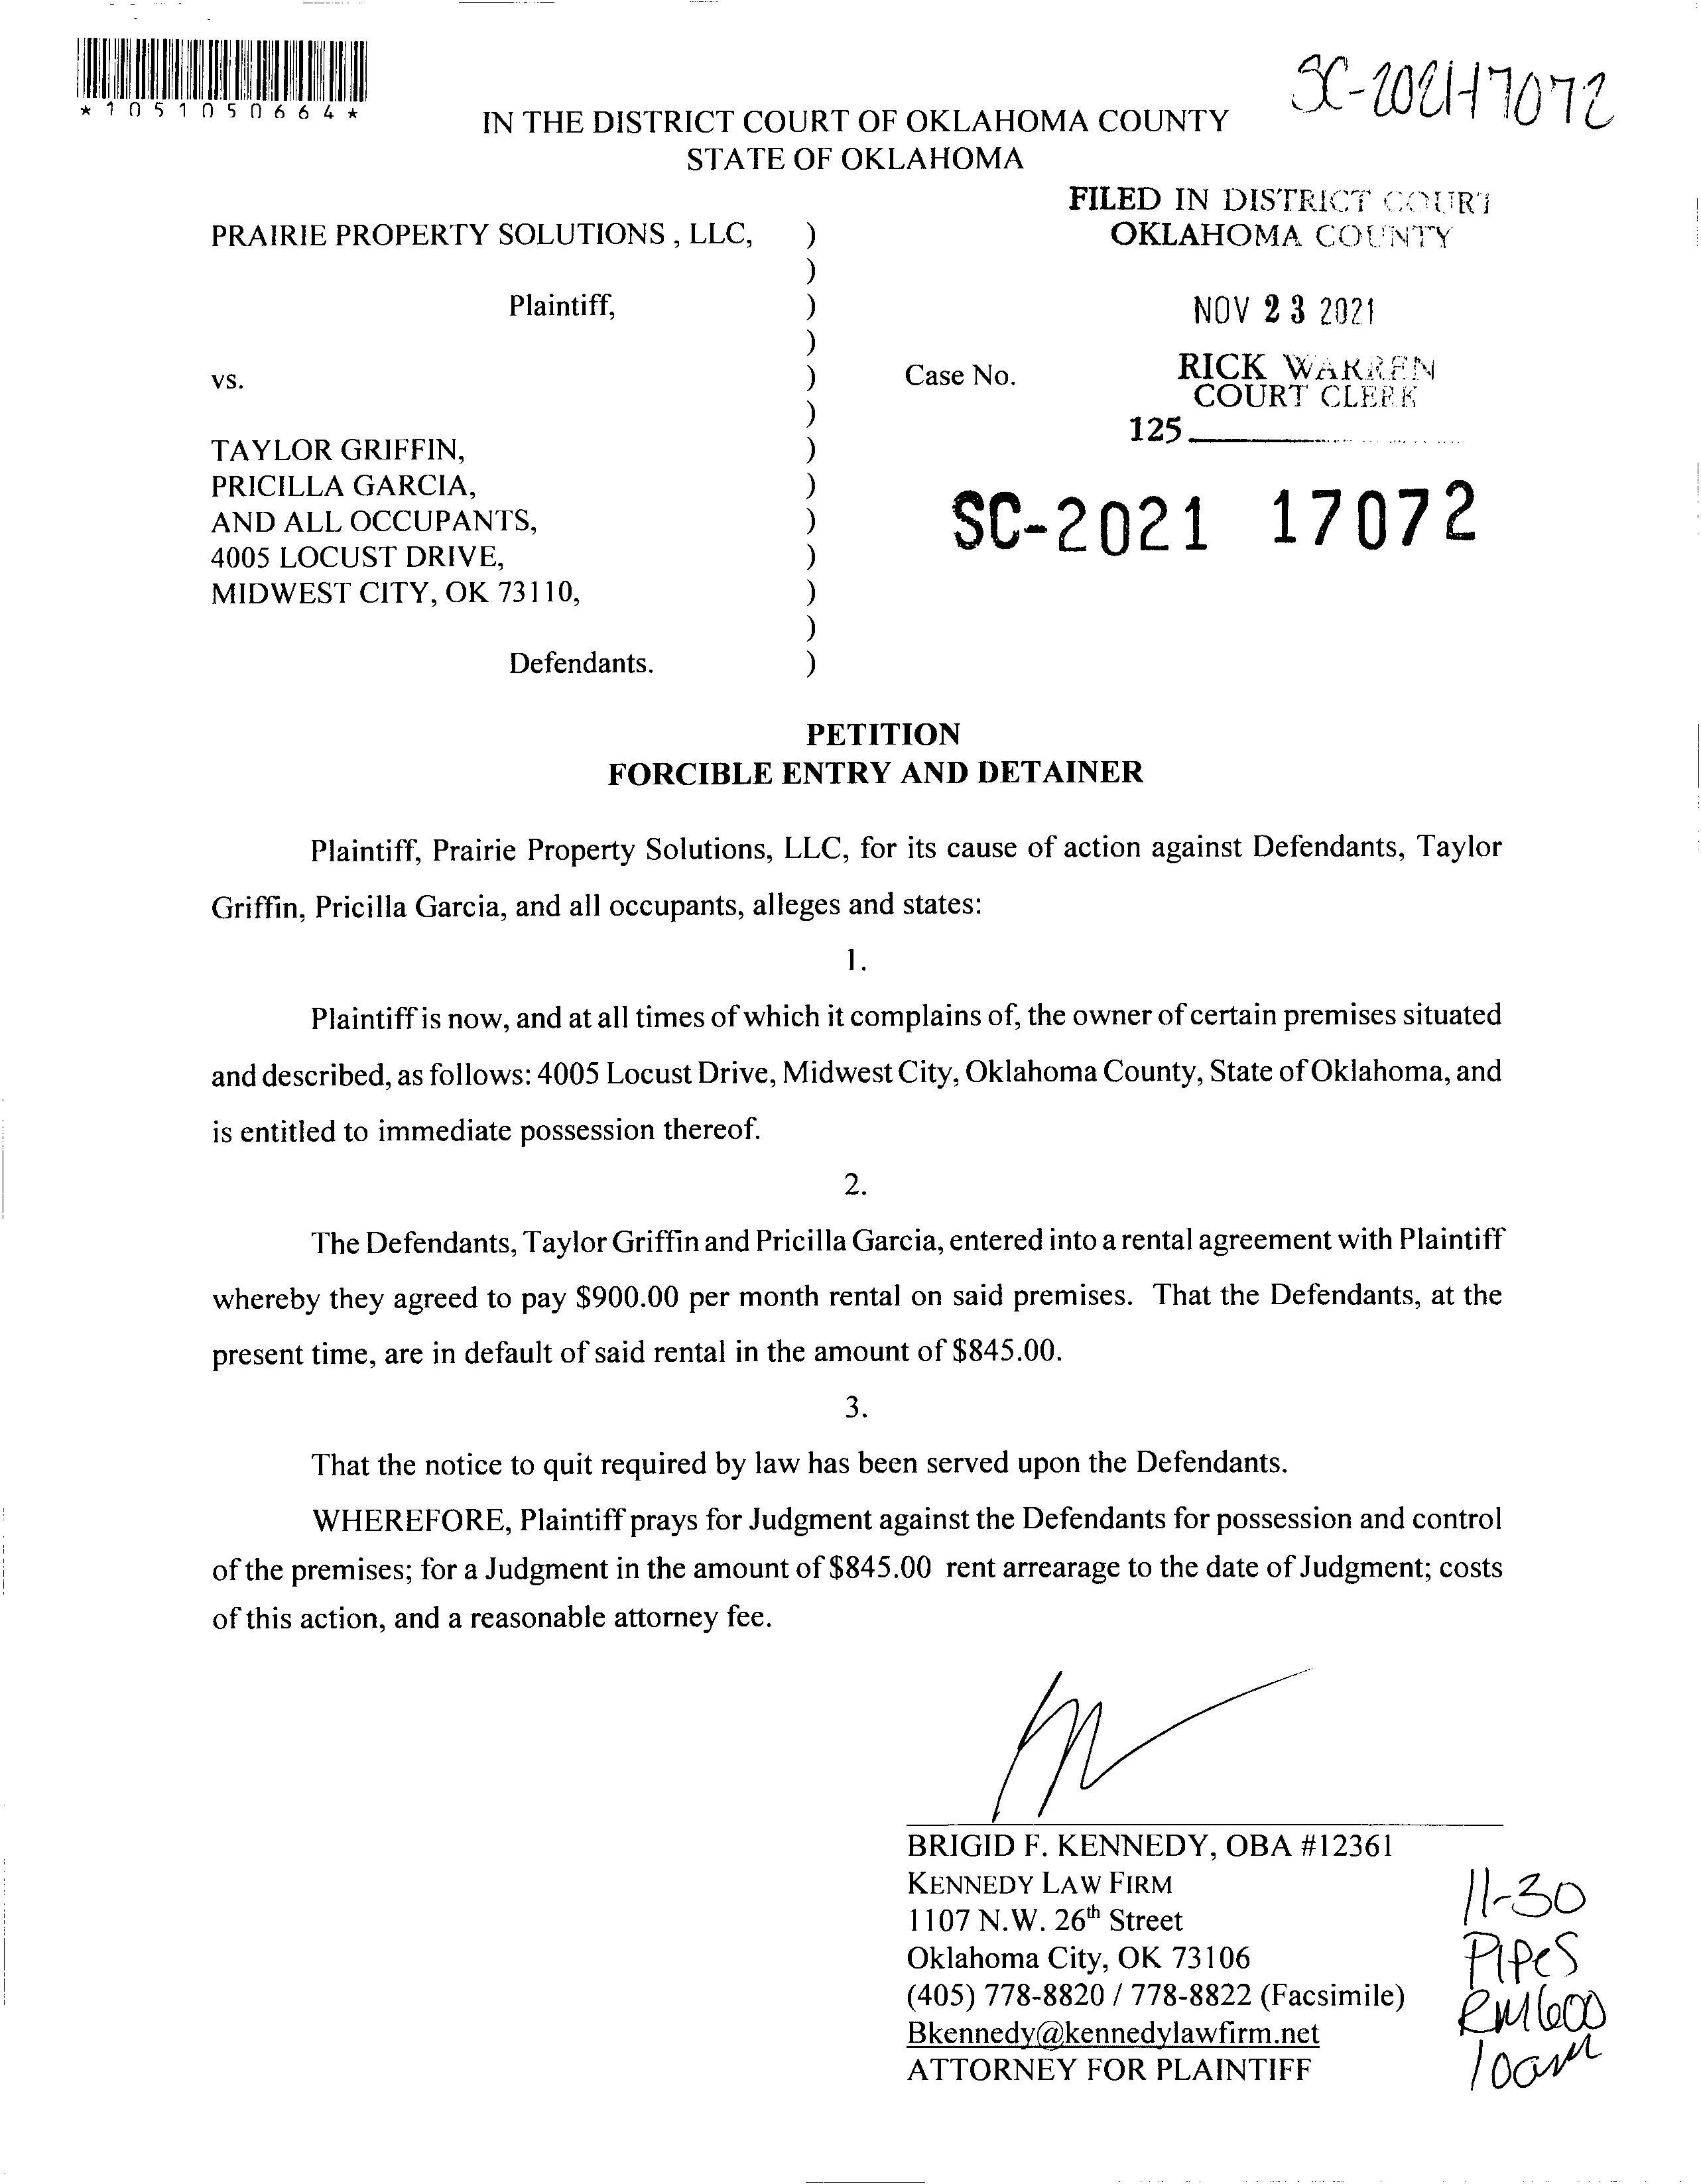 SC-2021-17072
*1051050664*
IN THE DISTRICT COURT OF OKLAHOMA COUNTY
STATE OF OKLAHOMA
FILED IN DISTRICT COURT
OKLAHOMA COUNTY
NOV 23 2021
RICK WARREN
COURT CLERK
125
PRAIRIE PROPERTY SOLUTIONS , LLC, )
)
Plaintiff, )
)
vs. ) Case No.
)
TAYLOR GRIFFIN, )
PRICILLA GARCIA, )
AND ALL OCCUPANTS, ) SC-2021 17072
4005 LOCUST DRIVE, )
MIDWEST CITY, OK 73110, )
)
Defendants. )
PETITION
FORCIBLE ENTRY AND DETAINER
Plaintiff, Prairie Property Solutions, LLC, for its cause of action against Defendants, Taylor
Griffin, Pricilla Garcia, and all occupants, alleges and states:
1.
Plaintiff is now, and at all times of which it complains of, the owner of certain premises situated
and described, as follows: 4005 Locust Drive, Midwest City, Oklahoma County, State of Oklahoma, and
is entitled to immediate possession thereof.
2.
The Defendants, Taylor Griffin and Pricilla Garcia, entered into a rental agreement with Plaintiff
whereby they agreed to pay $900.00 per month rental on said premises. That the Defendants, at the
present time, are in default of said rental in the amount of $845.00.
3.
That the notice to quit required by law has been served upon the Defendants.
WHEREFORE, Plaintiff prays for Judgment against the Defendants for possession and control
of the premises; for a Judgment in the amount of $845.00 rent arrearage to the date of Judgment; costs
of this action, and a reasonable attorney fee.
BRIGID F. KENNEDY, OBA #12361
KENNEDY LAW FIRM
1107 N.W. 26th Street
Oklahoma City, OK 73106
(405) 778-8820 / 778-8822 (Facsimile)
Bkennedy@kennedylawfirm.net
ATTORNEY FOR PLAINTIFF
11-30
PIPES
RM600
10am